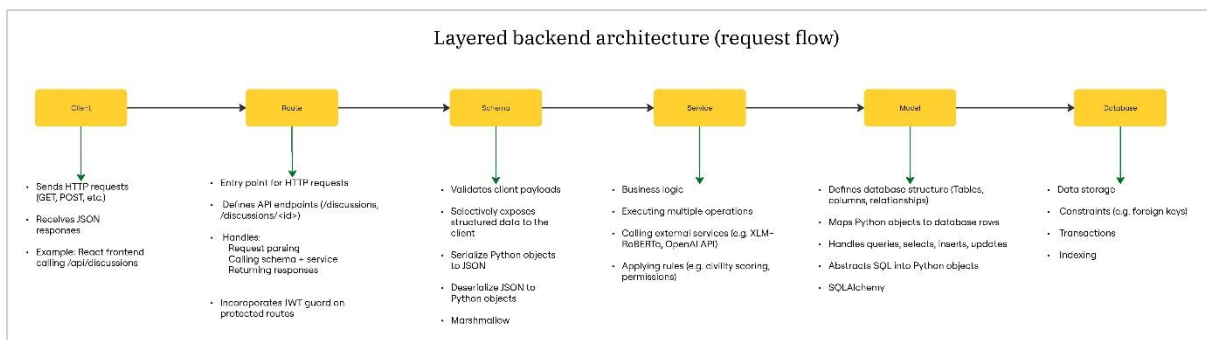 Layered backend architecture (request flow)
Client
Route
Schema
Service
Model
Database
• Sends HTTP requests
(GET, POST, etc.)
• Receives JSON
responses
• Example: React frontend
calling /api/discussions
• Entry point for HTTP requests
• Defines API endpoints (/discussions,
/discussions/<id>)
• Handles:
Request parsing
Calling schema + service
Returning responses
• Incoroporates JWT guard on
protected routes
• Validates client payloads
• Selectively exposes
structured data to the
client
• Serialize Python objects
to JSON
• Deserialize JSON to
Python objects
• Marshmallow
• Business logic
• Executing multiple operations
• Calling external services (e.g. XLM-
RoBERTa, OpenAI API)
• Applying rules (e.g. civility scoring,
permissions)
• Defines database structure (Tables,
columns, relationships)
• Maps Python objects to database rows
• Handles queries, selects, inserts, updates
• Abstracts SQL into Python objects
• SQLAlchemy
• Data storage
• Constraints (e.g. foreign keys)
• Transactions
• Indexing